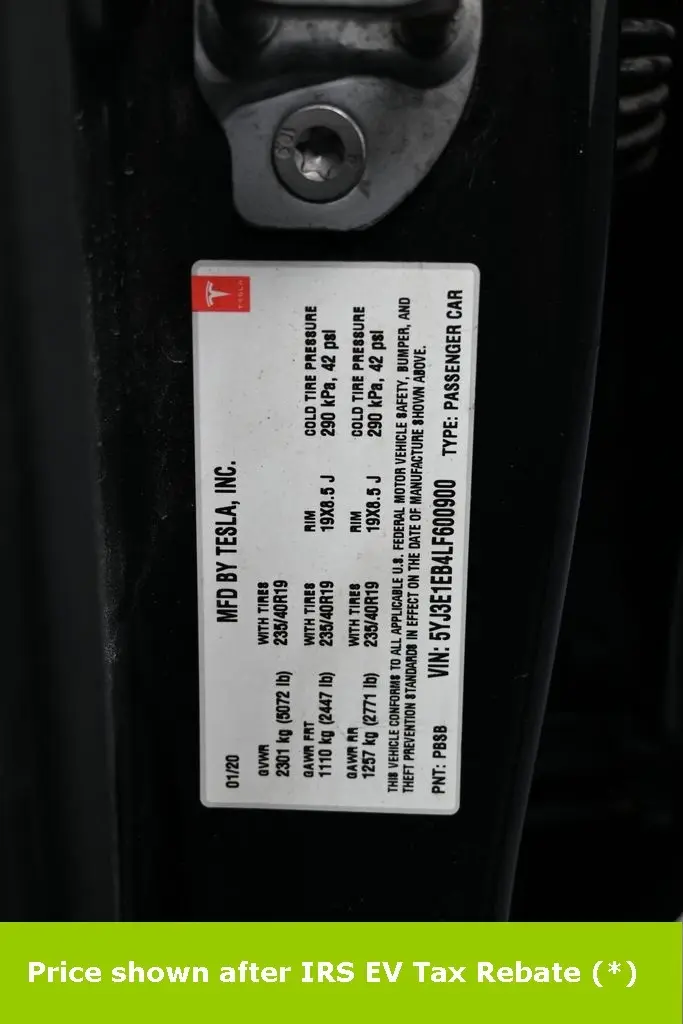 TESLA
MFD BY TESLA, INC.
01/20
GVWR WITH TIRES
2301 kg (5072 lb) 235/40R19
GAWR FRT WITH TIRES RIM COLD TIRE PRESSURE
1110 kg (2447 lb) 235/40R19 19X8.5 J 290 kPa, 42 psi
GAWR RR WITH TIRES RIM COLD TIRE PRESSURE
1257 kg (2771 lb) 235/40R19 19X8.5 J 290 kPa, 42 psi
THIS VEHICLE CONFORMS TO ALL APPLICABLE U.S. FEDERAL MOTOR VEHICLE SAFETY, BUMPER, AND
THEFT PREVENTION STANDARDS IN EFFECT ON THE DATE OF MANUFACTURE SHOWN ABOVE.
PNT: PBSB VIN: 5YJ3E1EB4LF600900 TYPE: PASSENGER CAR
Price shown after IRS EV Tax Rebate (*)